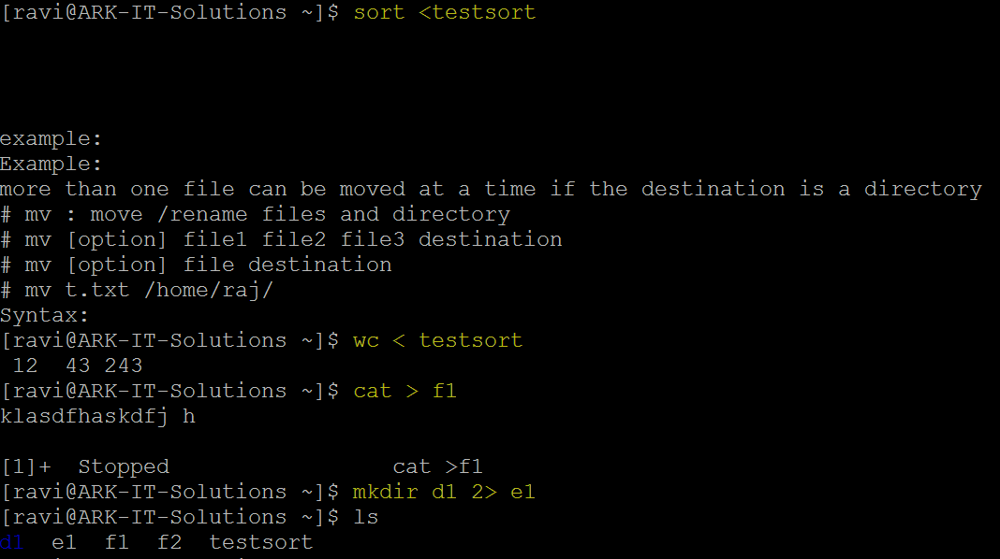 [ravi@ARK-IT-Solutions ~]$ sort <testsort
example:
Example:
more than one file can be moved at a time if the destination is a directory
# mv : move /rename files and directory
# mv [option] file1 file2 file3 destination
# mv [option] file destination
# mv t.txt /home/raj/
Syntax:
[ravi@ARK-IT-Solutions ~]$ wc < testsort
 12  43 243
[ravi@ARK-IT-Solutions ~]$ cat > f1
klasdfhaskdfj h
[1]+  Stopped                 cat >f1
[ravi@ARK-IT-Solutions ~]$ mkdir d1 2> e1
[ravi@ARK-IT-Solutions ~]$ ls
d1  e1  f1  f2  testsort